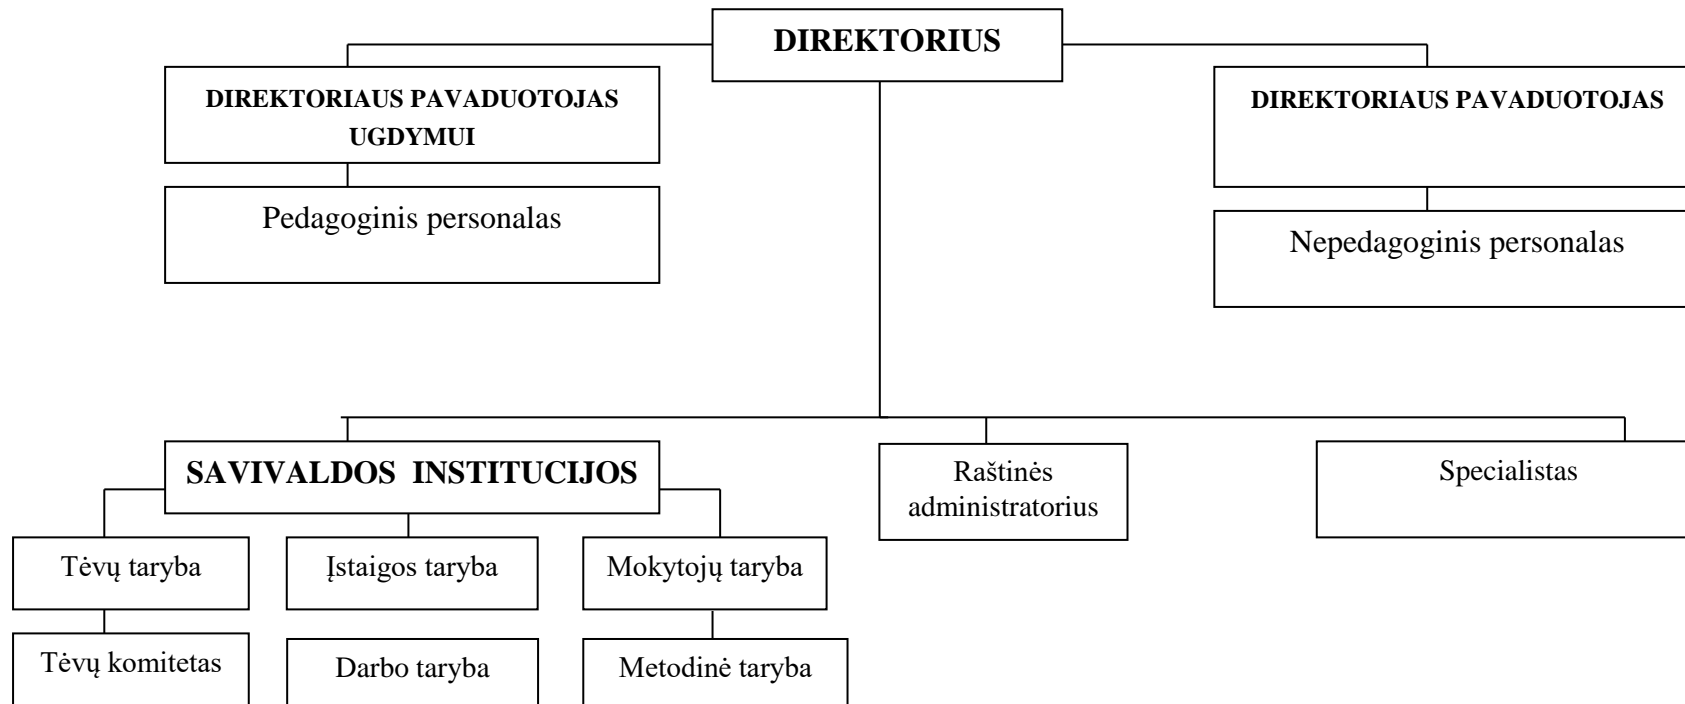 DIREKTORIUS
DIREKTORIAUS PAVADUOTOJAS
UGDYMUI
DIREKTORIAUS PAVADUOTOJAS
Pedagoginis personalas
Nepedagoginis personalas
SAVIVALDOS INSTITUCIJOS
Raštinės
administratorius
Specialistas
Tėvų taryba
Įstaigos taryba
Mokytojų taryba
Tėvų komitetas
Darbo taryba
Metodinė taryba